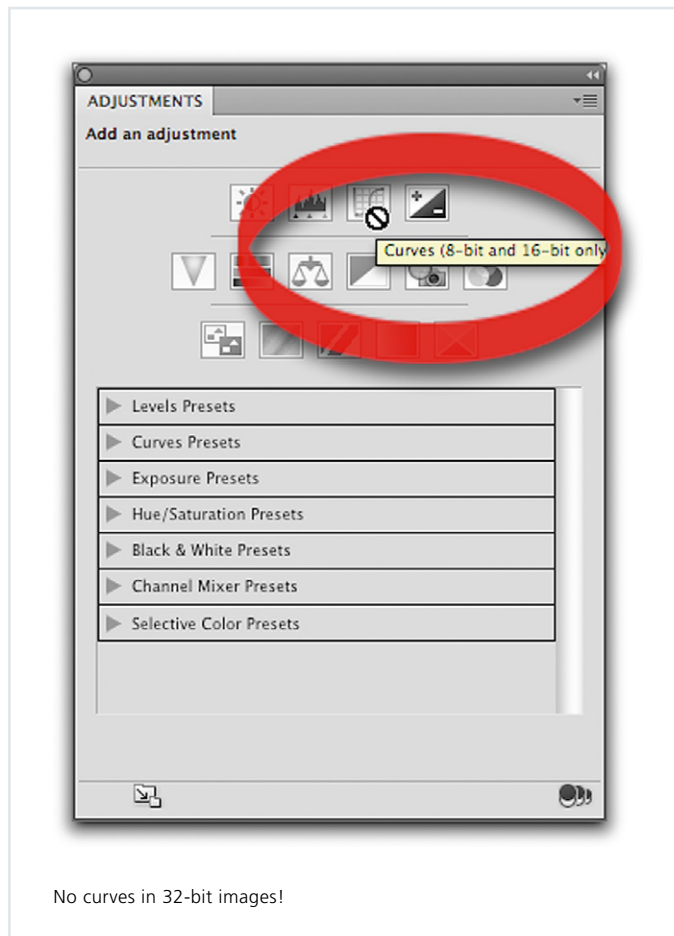 ADJUSTMENTS
Add an adjustment
Curves (8-bit and 16-bit only
Levels Presets
Curves Presets
Exposure Presets
Hue/Saturation Presets
Black & White Presets
Channel Mixer Presets
Selective Color Presets
No curves in 32-bit images!